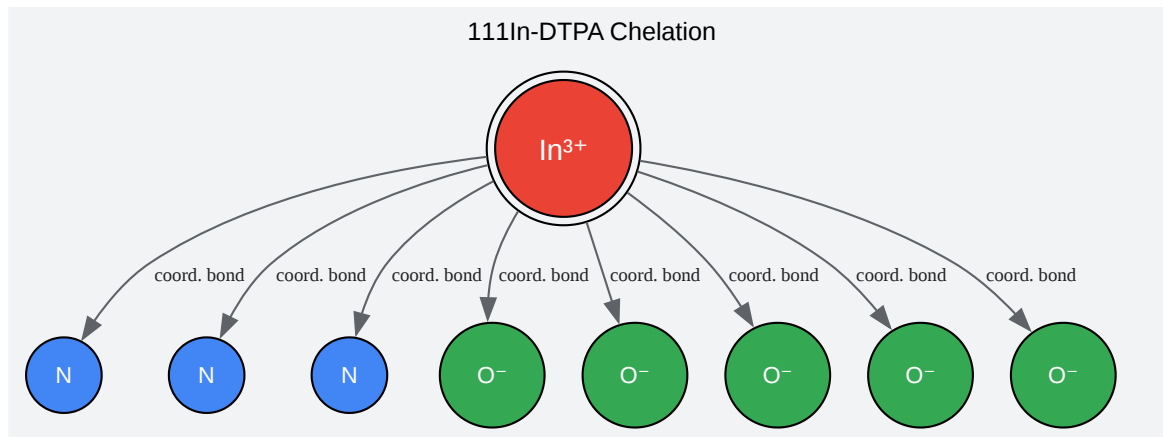 111In-DTPA Chelation
In³⁺
coord. bond coord. bond coord. bond coord. bond coord. bond coord. bond coord. bond coord. bond
N N N O⁻ O⁻ O⁻ O⁻ O⁻